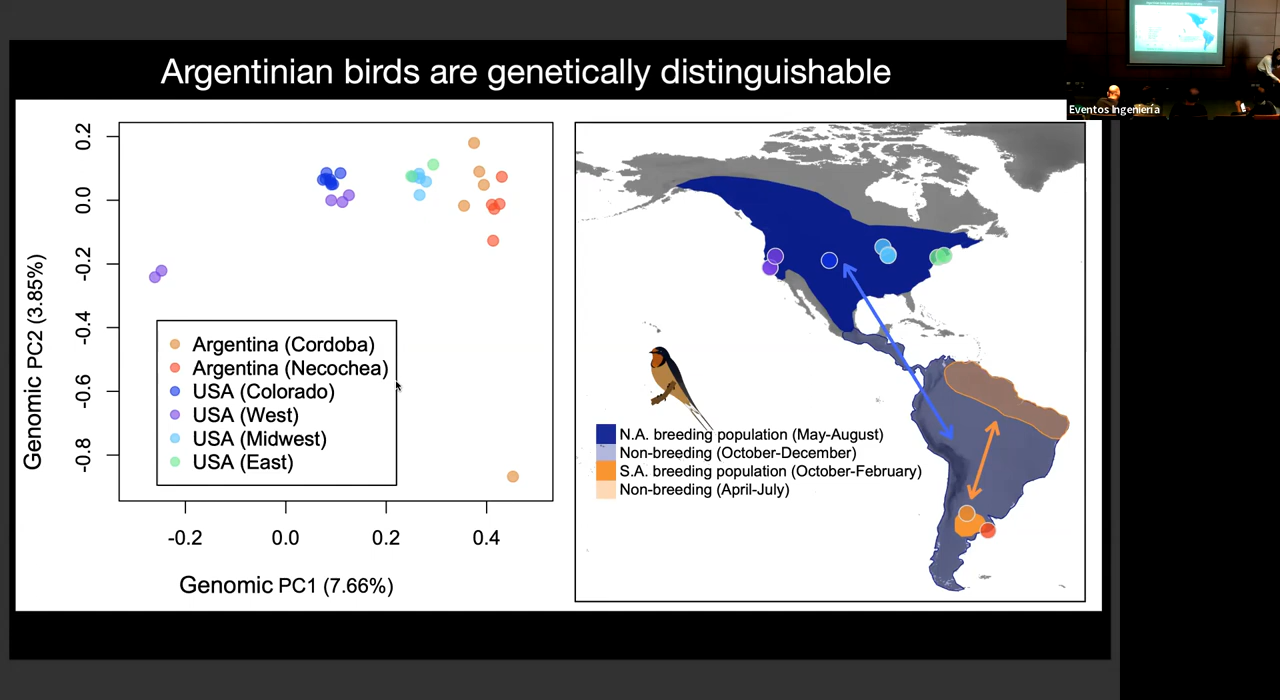 Argentinian birds are genetically distinguishable
Eventos Ingeniería
Genomic PC2 (3.85%)
0.2
0.0
-0.2
-0.4
-0.6
-0.8
Argentina (Cordoba)
Argentina (Necochea)
USA (Colorado)
USA (West)
USA (Midwest)
USA (East)
-0.2
0.0
0.2
0.4
Genomic PC1 (7.66%)
N.A. breeding population (May-August)
Non-breeding (October-December)
S.A. breeding population (October-February)
Non-breeding (April-July)